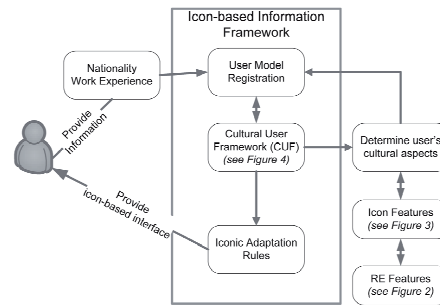 Icon-based Information
Framework
Nationality
Work Experience
User Model
Registration
Provide
Information
Cultural User
Framework (CUF)
(see Figure 4)
Determine user's
cultural aspects
Provide
Icon-based interface
Iconic Adaptation
Rules
Icon Features
(see Figure 3)
RE Features
(see Figure 2)